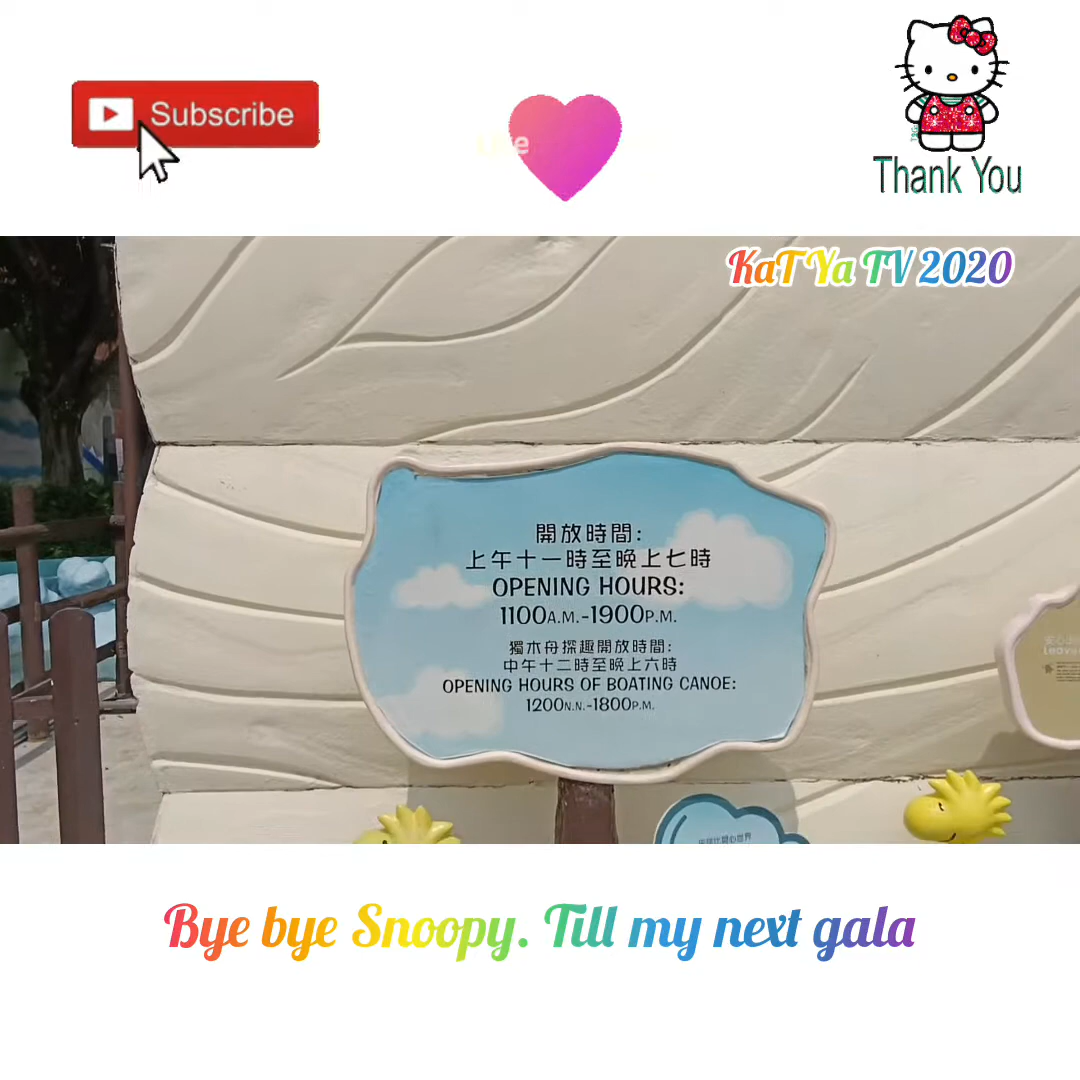 Subscribe
Thank You
KaT Ya TV 2020
開放時間:
上午十一時至晚上七時
OPENING HOURS:
1100A.M.-1900P.M.
獨木舟探趣開放時間:
中午十二時至晚上六時
OPENING HOURS OF BOATING CANOE:
1200N.N.-1800P.M.
Bye bye Snoopy. Till my next gala